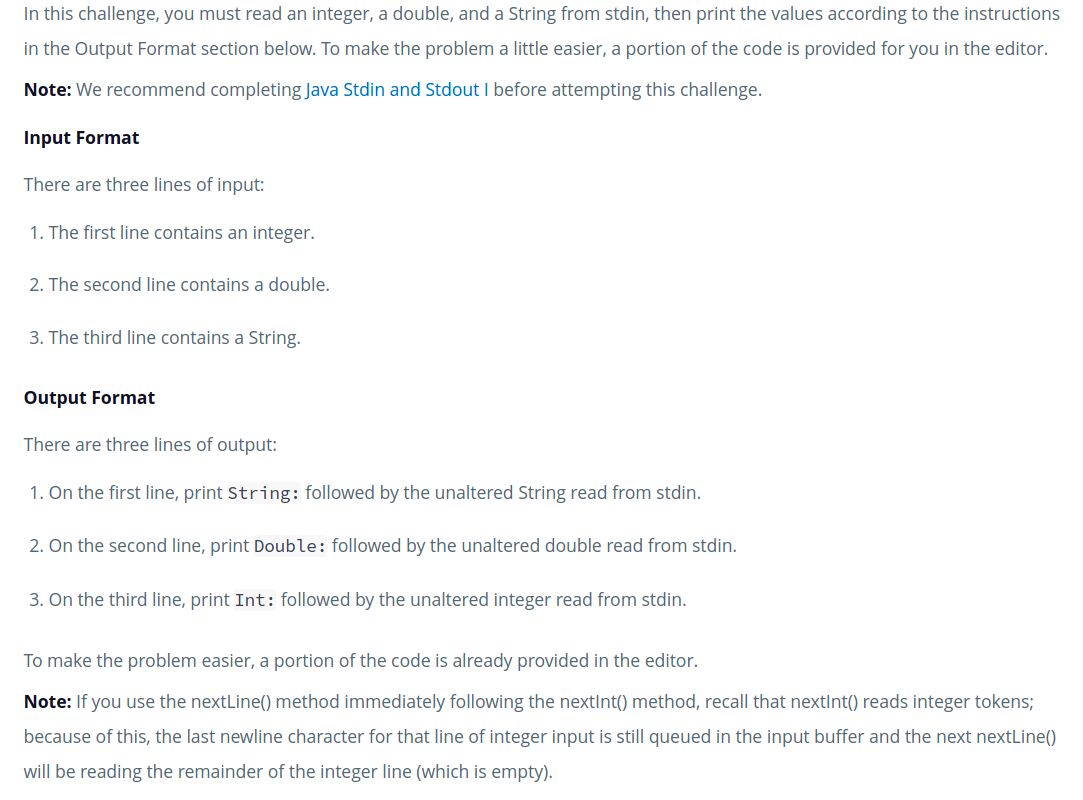 In this challenge, you must read an integer, a double, and a String from stdin, then print the values according to the instructions
in the Output Format section below. To make the problem a little easier, a portion of the code is provided for you in the editor.
Note: We recommend completing Java Stdin and Stdout I before attempting this challenge.
Input Format
There are three lines of input:
1. The first line contains an integer.
2. The second line contains a double.
3. The third line contains a String.
Output Format
There are three lines of output:
1. On the first line, print String: followed by the unaltered String read from stdin.
2. On the second line, print Double: followed by the unaltered double read from stdin.
3. On the third line, print Int: followed by the unaltered integer read from stdin.
To make the problem easier, a portion of the code is already provided in the editor.
Note: If you use the nextLine() method immediately following the nextInt() method, recall that nextInt() reads integer tokens;
because of this, the last newline character for that line of integer input is still queued in the input buffer and the next nextLine()
will be reading the remainder of the integer line (which is empty).